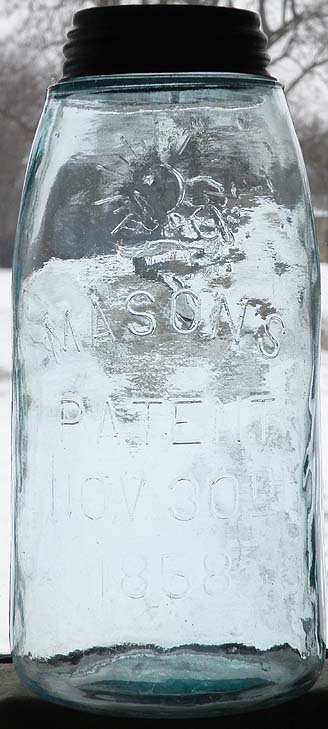 MASON'S
PATENT
NOV 30TH
1858